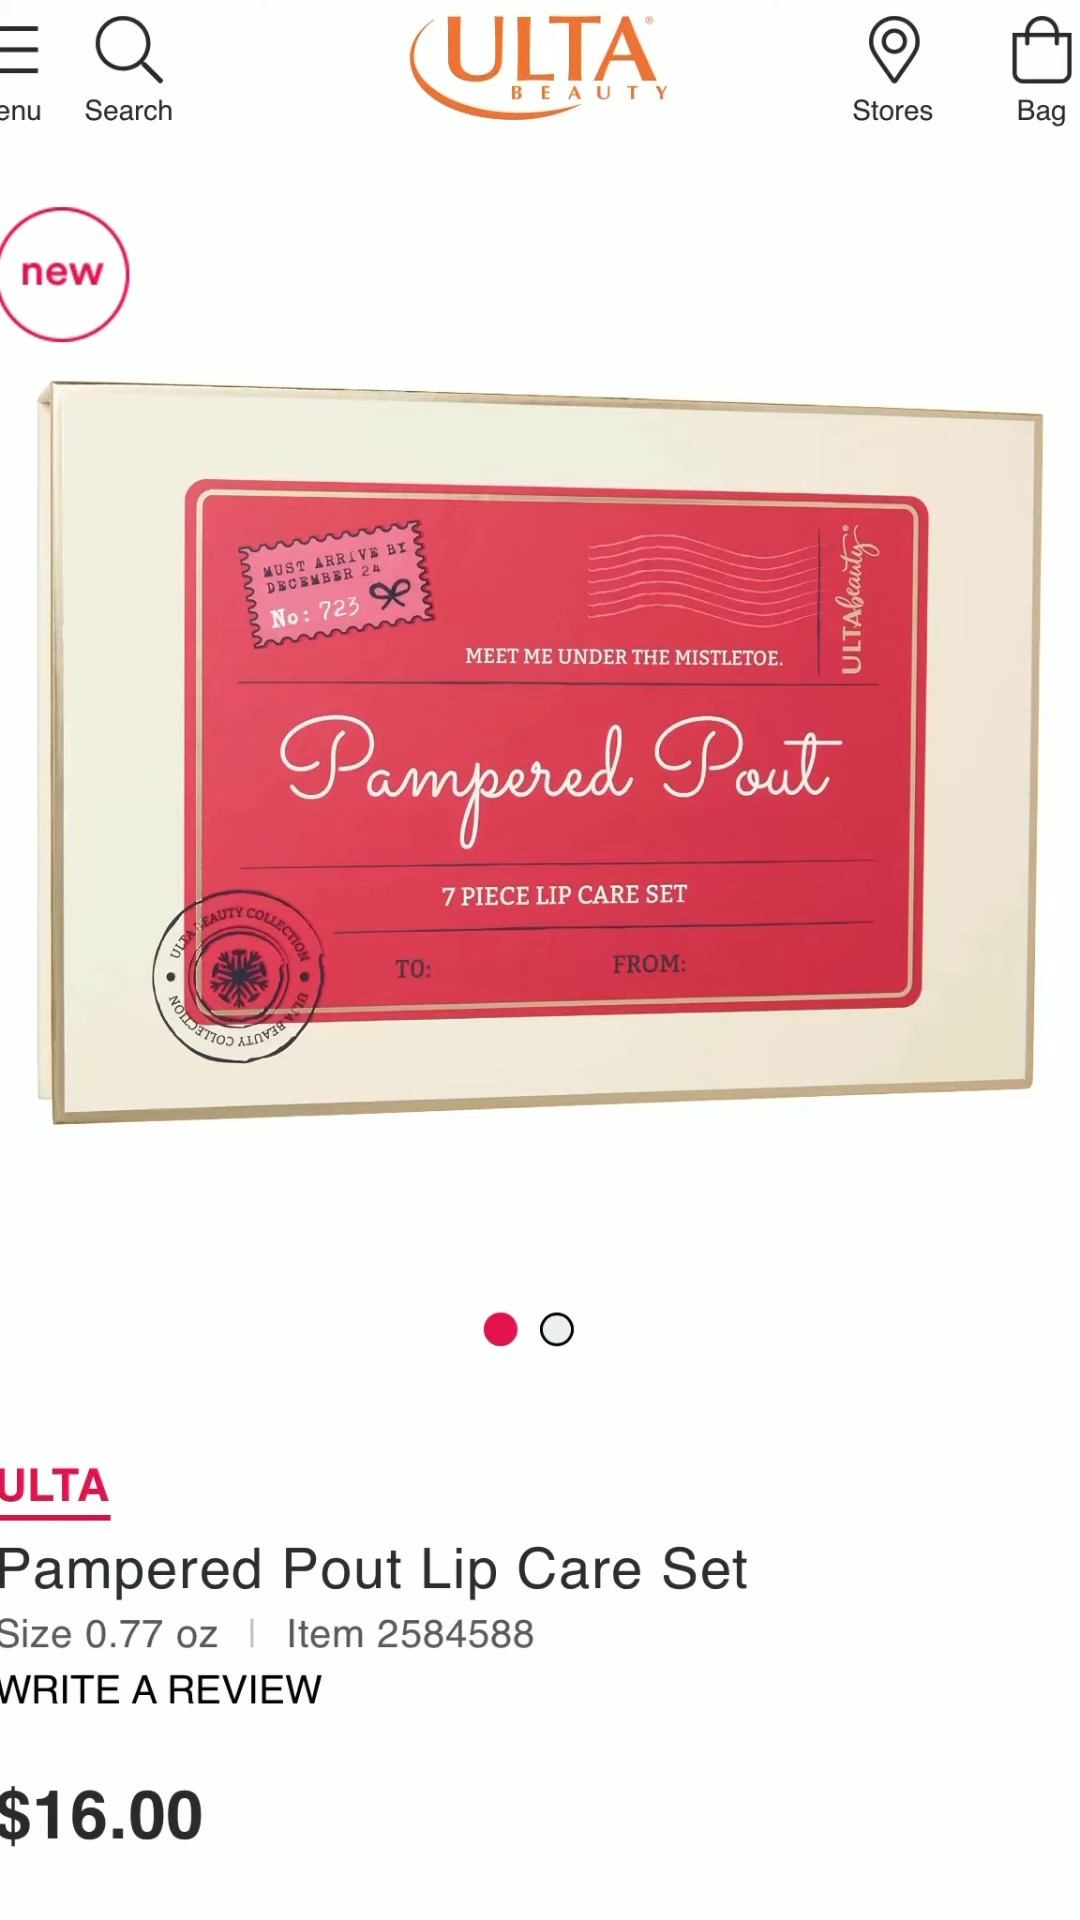 ULTA®
BEAUTY
enu
Search
Stores
Bag
new
MUST ARRIVE BY
DECEMBER 24
No: 723
ULTAbeauty®
MEET ME UNDER THE MISTLETOE.
Pampered Pout
7 PIECE LIP CARE SET
TO:
FROM:
ULTA BEAUTY COLLECTION • ULTA BEAUTY COLLECTION •
ULTA
Pampered Pout Lip Care Set
Size 0.77 oz | Item 2584588
WRITE A REVIEW
$16.00